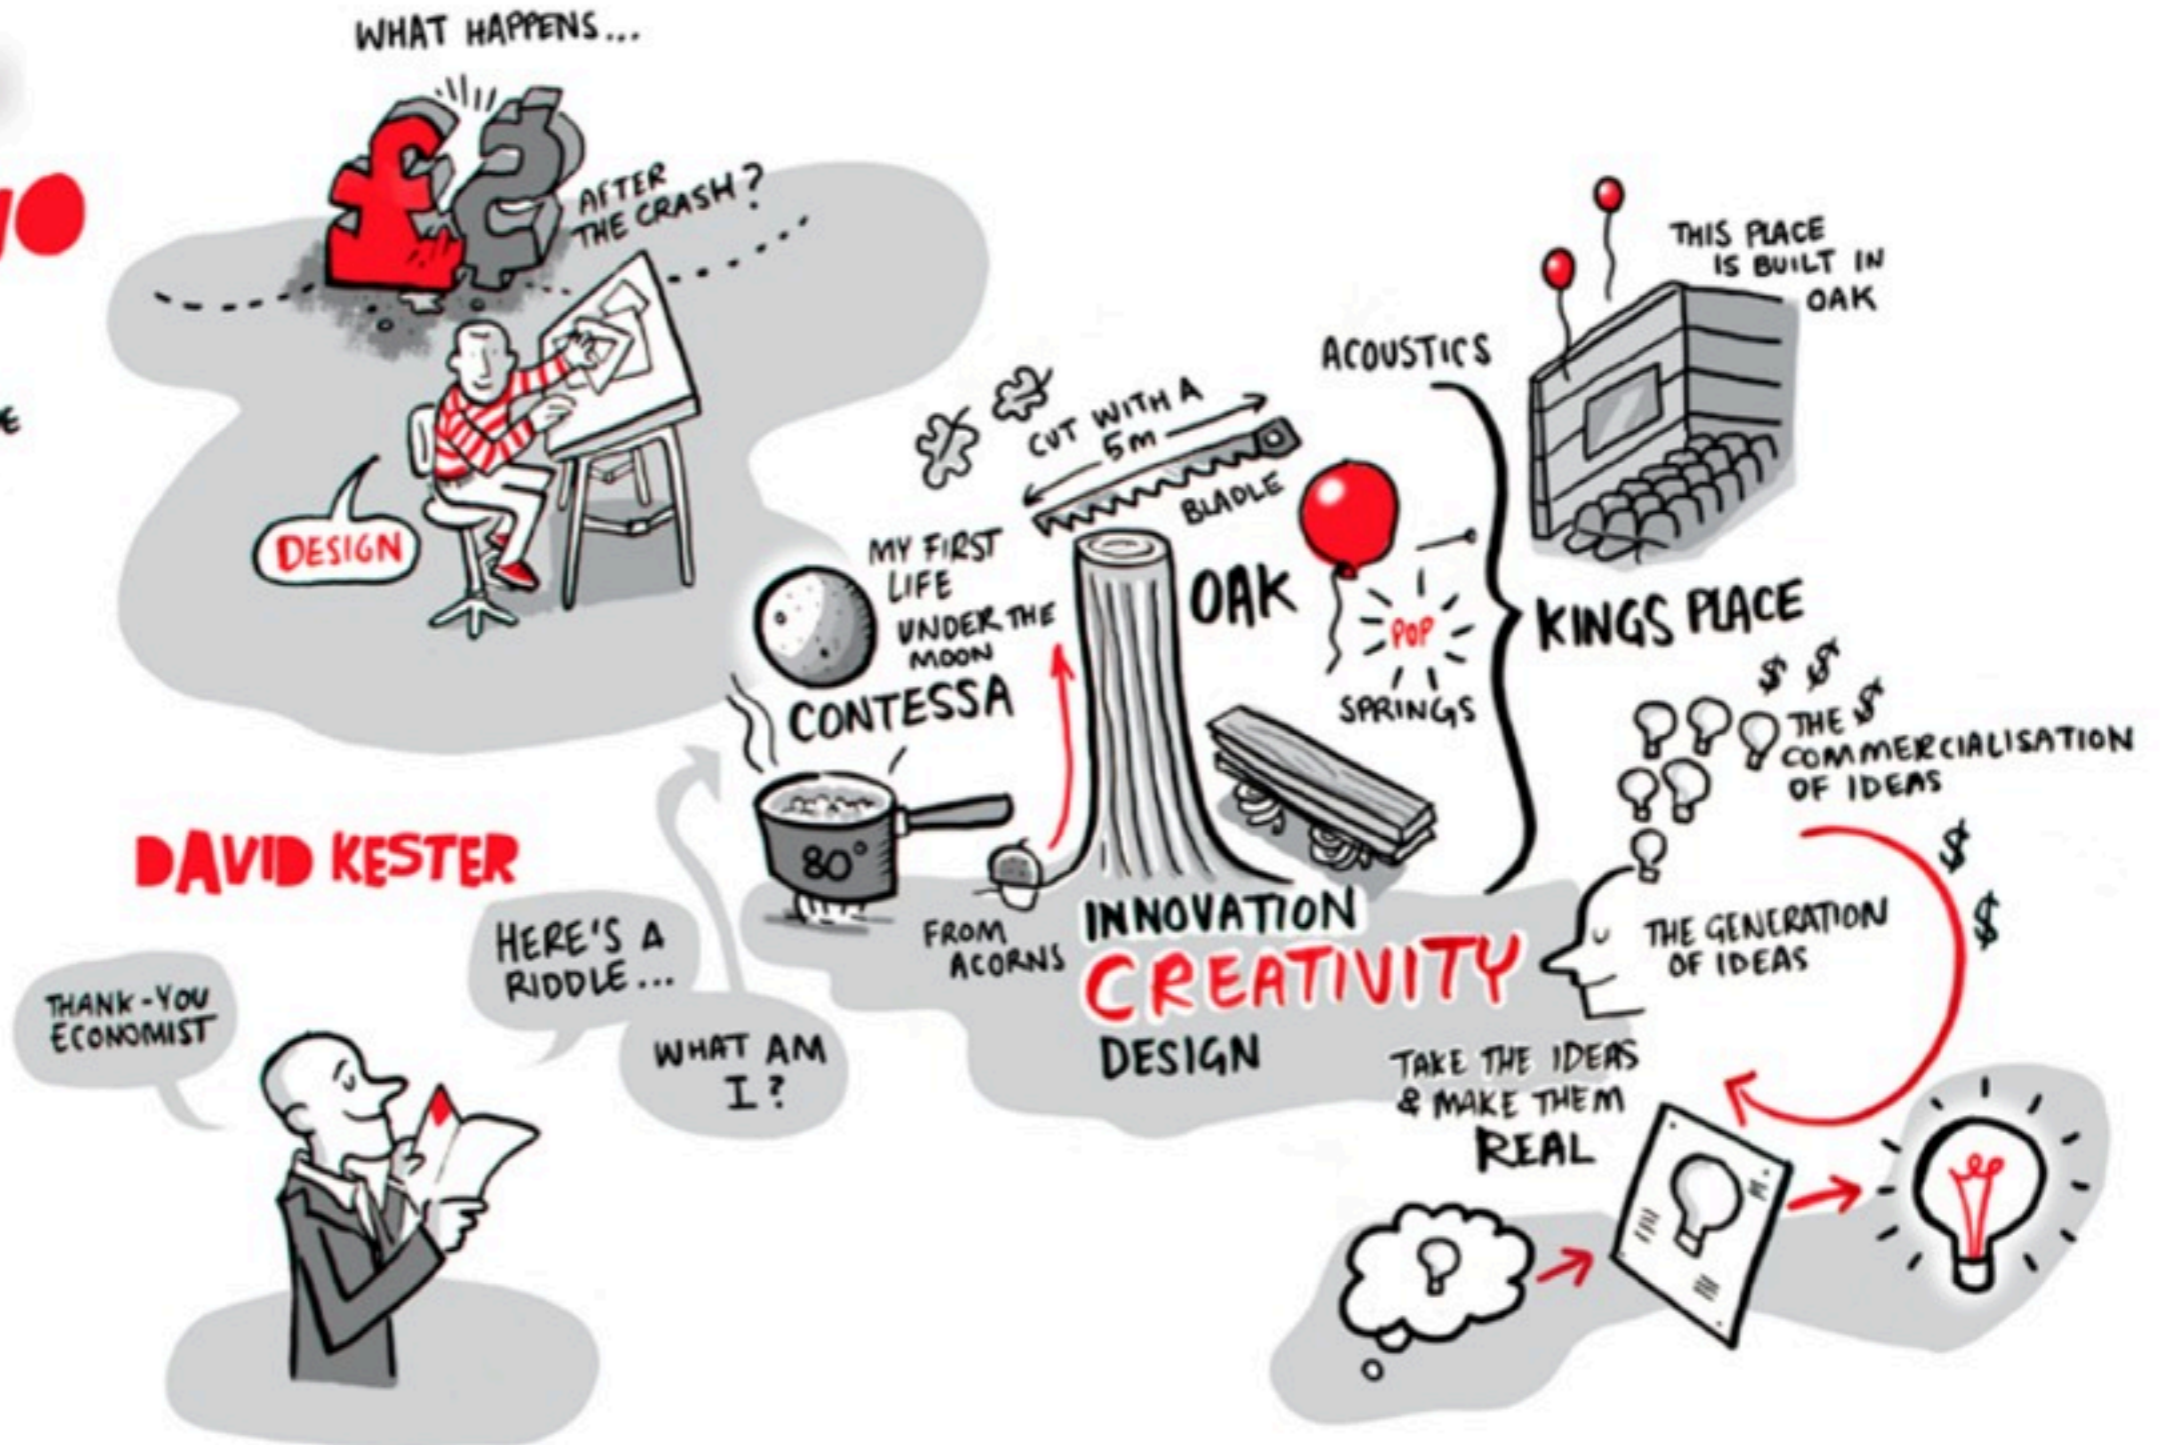 WHAT HAPPENS...
AFTER
THE CRASH?
DESIGN
DAVID KESTER
THANK-YOU
ECONOMIST
HERE'S A
RIDDLE...
WHAT AM
I?
MY FIRST
LIFE
UNDER THE
MOON
CONTESSA
80°
FROM
ACORNS
CUT WITH A
5M
BLADLE
OAK
POP
SPRINGS
ACOUSTICS
THIS PLACE
IS BUILT IN
OAK
KINGS PLACE
INNOVATION
CREATIVITY
DESIGN
$ $ $
THE
COMMERCIALISATION
OF IDEAS
$
$
THE GENERATION
OF IDEAS
TAKE THE IDEAS
& MAKE THEM
REAL